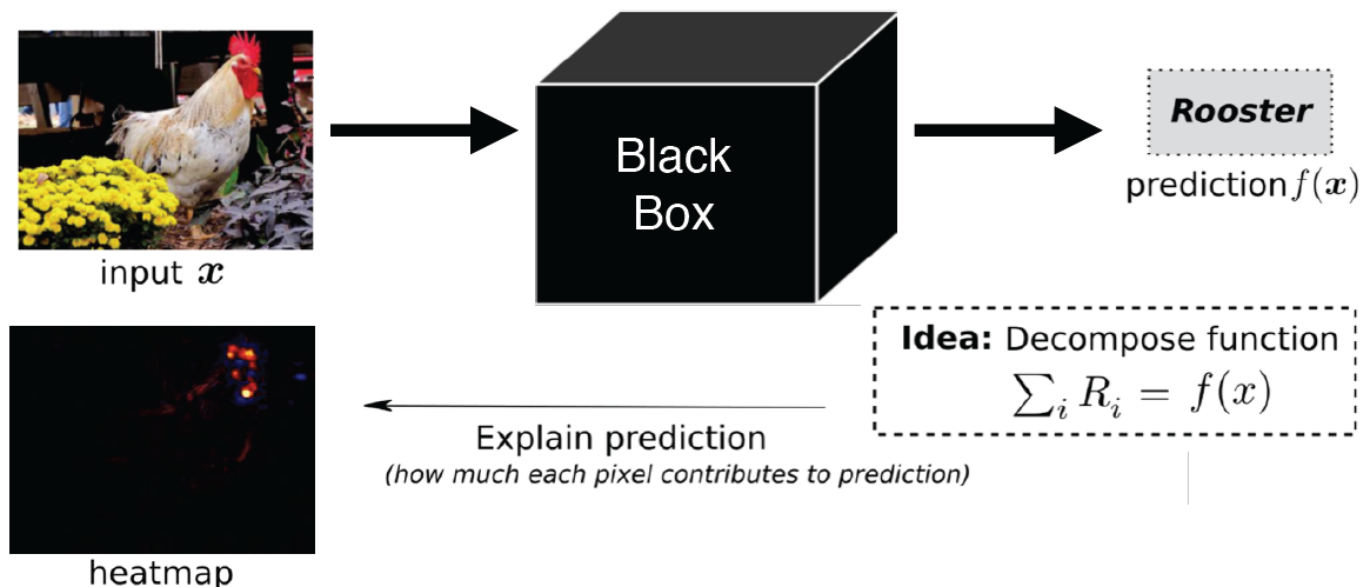 Black
Box
Rooster
prediction f(x)
input x
Idea: Decompose function
∑ᵢ Rᵢ = f(x)
Explain prediction
(how much each pixel contributes to prediction)
heatmap